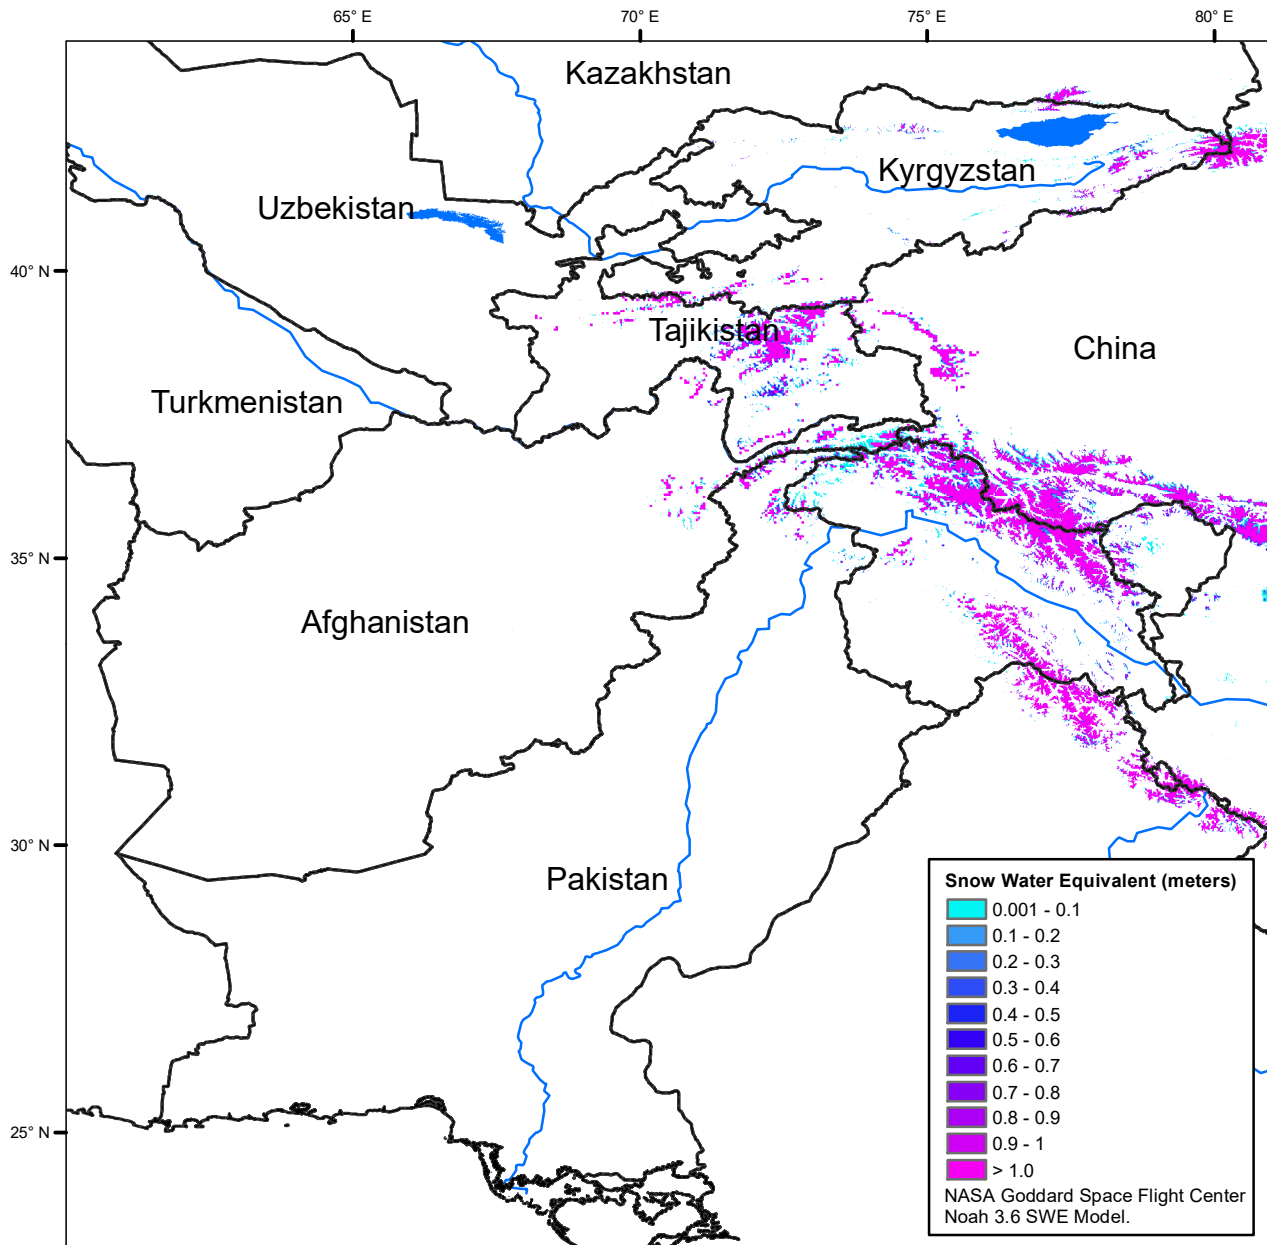 65° E
70° E
75° E
80° E
Kazakhstan
Kyrgyzstan
Uzbekistan
40° N
Tajikistan
China
Turkmenistan
35° N
Afghanistan
30° N
Pakistan
25° N
Snow Water Equivalent (meters)
0.001 - 0.1
0.1 - 0.2
0.2 - 0.3
0.3 - 0.4
0.4 - 0.5
0.5 - 0.6
0.6 - 0.7
0.7 - 0.8
0.8 - 0.9
0.9 - 1
> 1.0
NASA Goddard Space Flight Center
Noah 3.6 SWE Model.